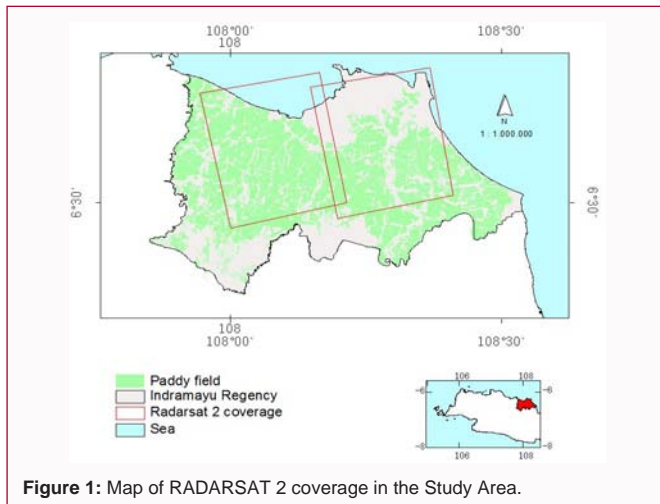 108°00' 108°30'
108
N
1 : 1.000.000
6°30' 6°30'
108
108°00' 108°30'
Paddy field
Indramayu Regency
Radarsat 2 coverage
Sea
106 108
-6 -6
-8 -8
106 108
Figure 1: Map of RADARSAT 2 coverage in the Study Area.